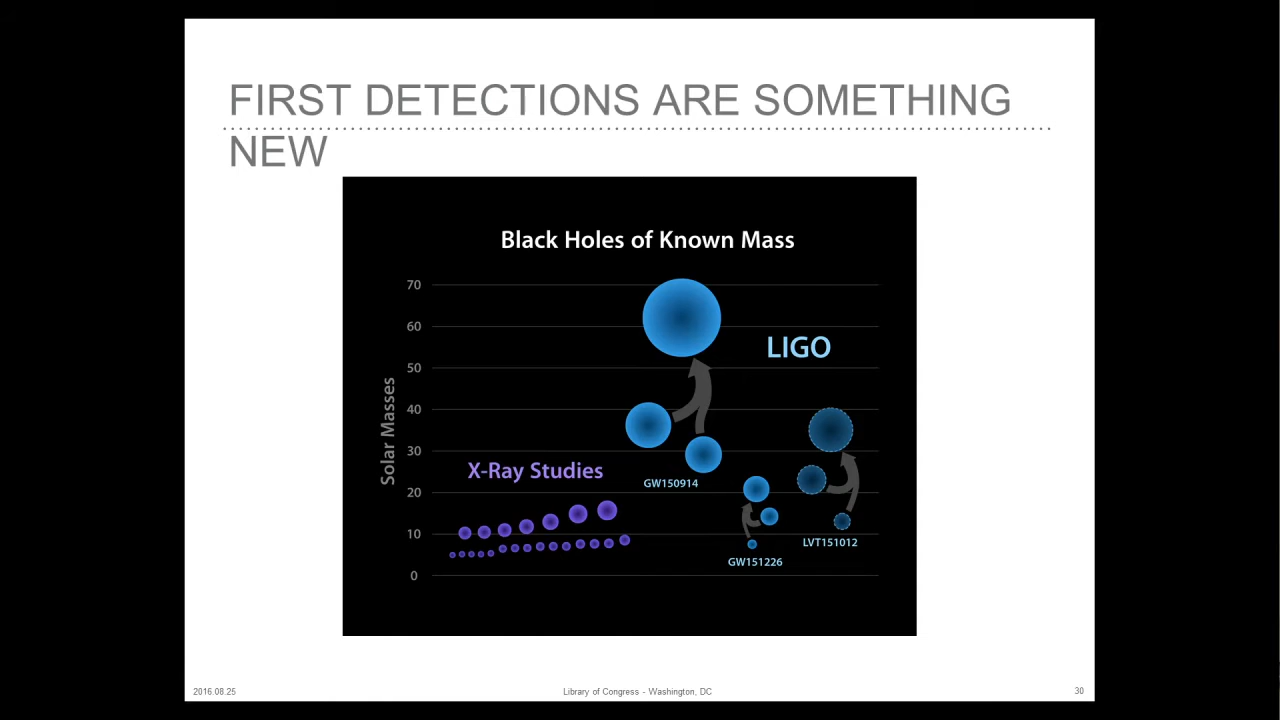 FIRST DETECTIONS ARE SOMETHING
NEW
Black Holes of Known Mass
70
60
LIGO
50
40
Solar Masses
30
X-Ray Studies
GW150914
20
10
LVT151012
GW151226
0
2016.08.25
Library of Congress - Washington, DC
30